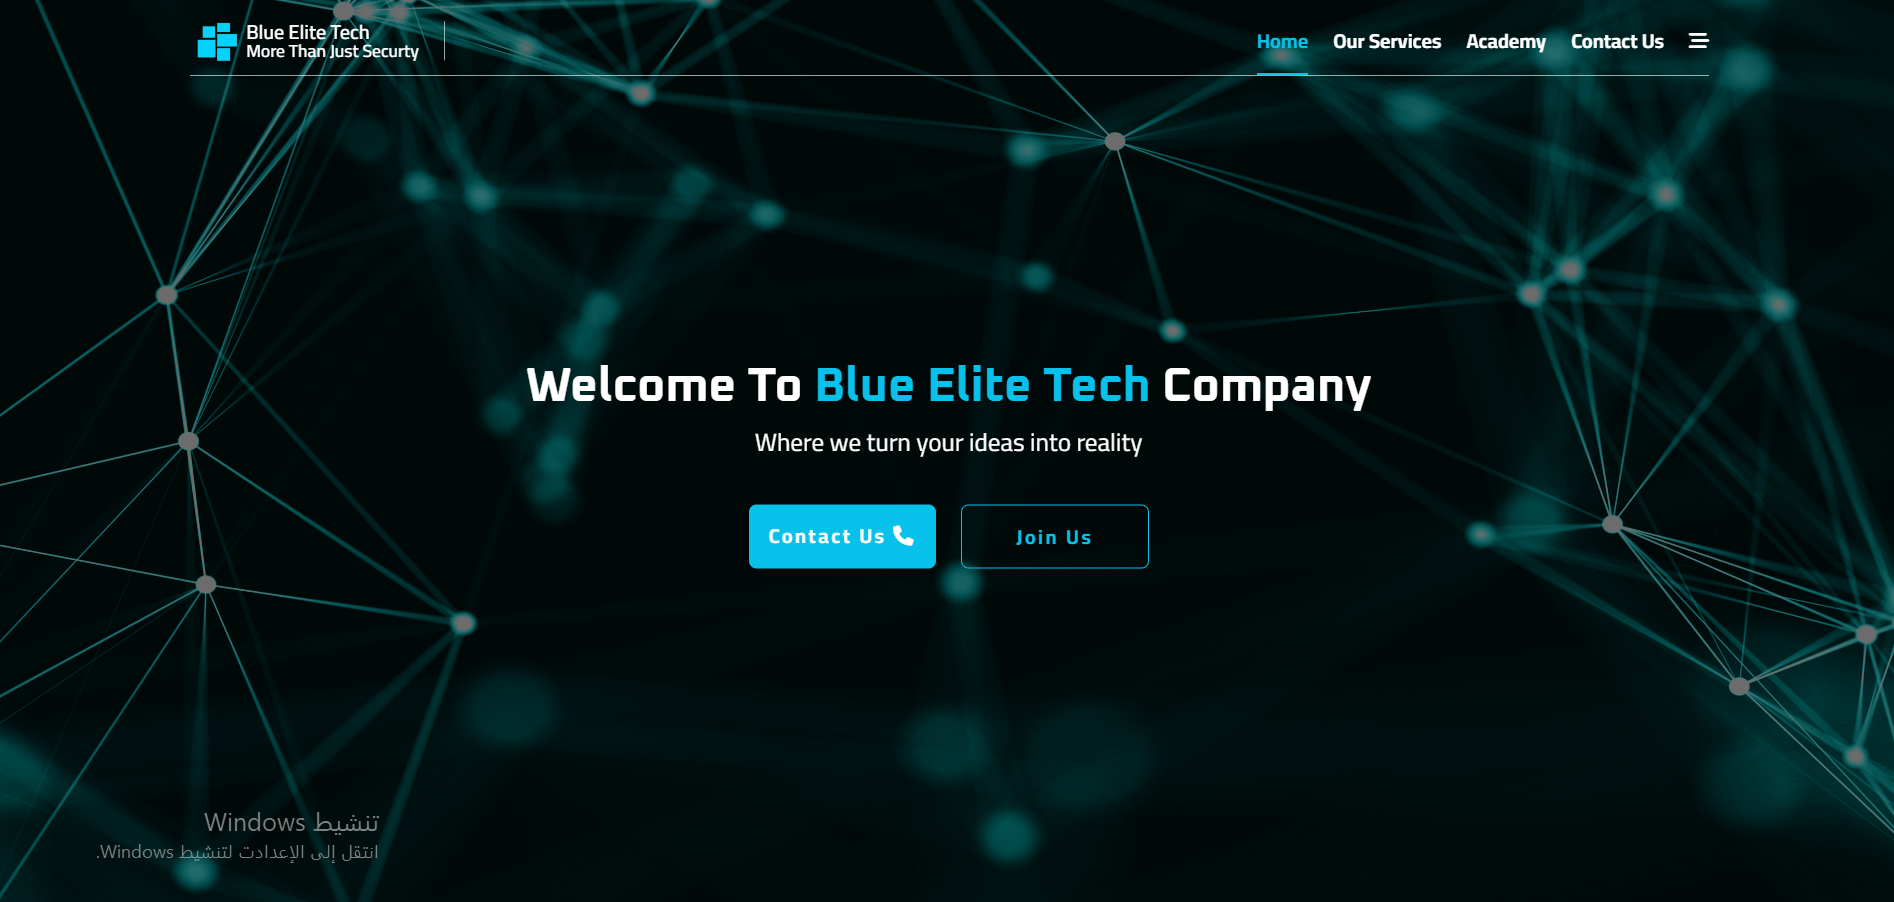 Blue Elite Tech
More Than Just Securty
Home Our Services Academy Contact Us
Welcome To Blue Elite Tech Company
Where we turn your ideas into reality
Contact Us
Join Us
تنشيط Windows
انتقل إلى الإعدادت لتنشيط Windows.